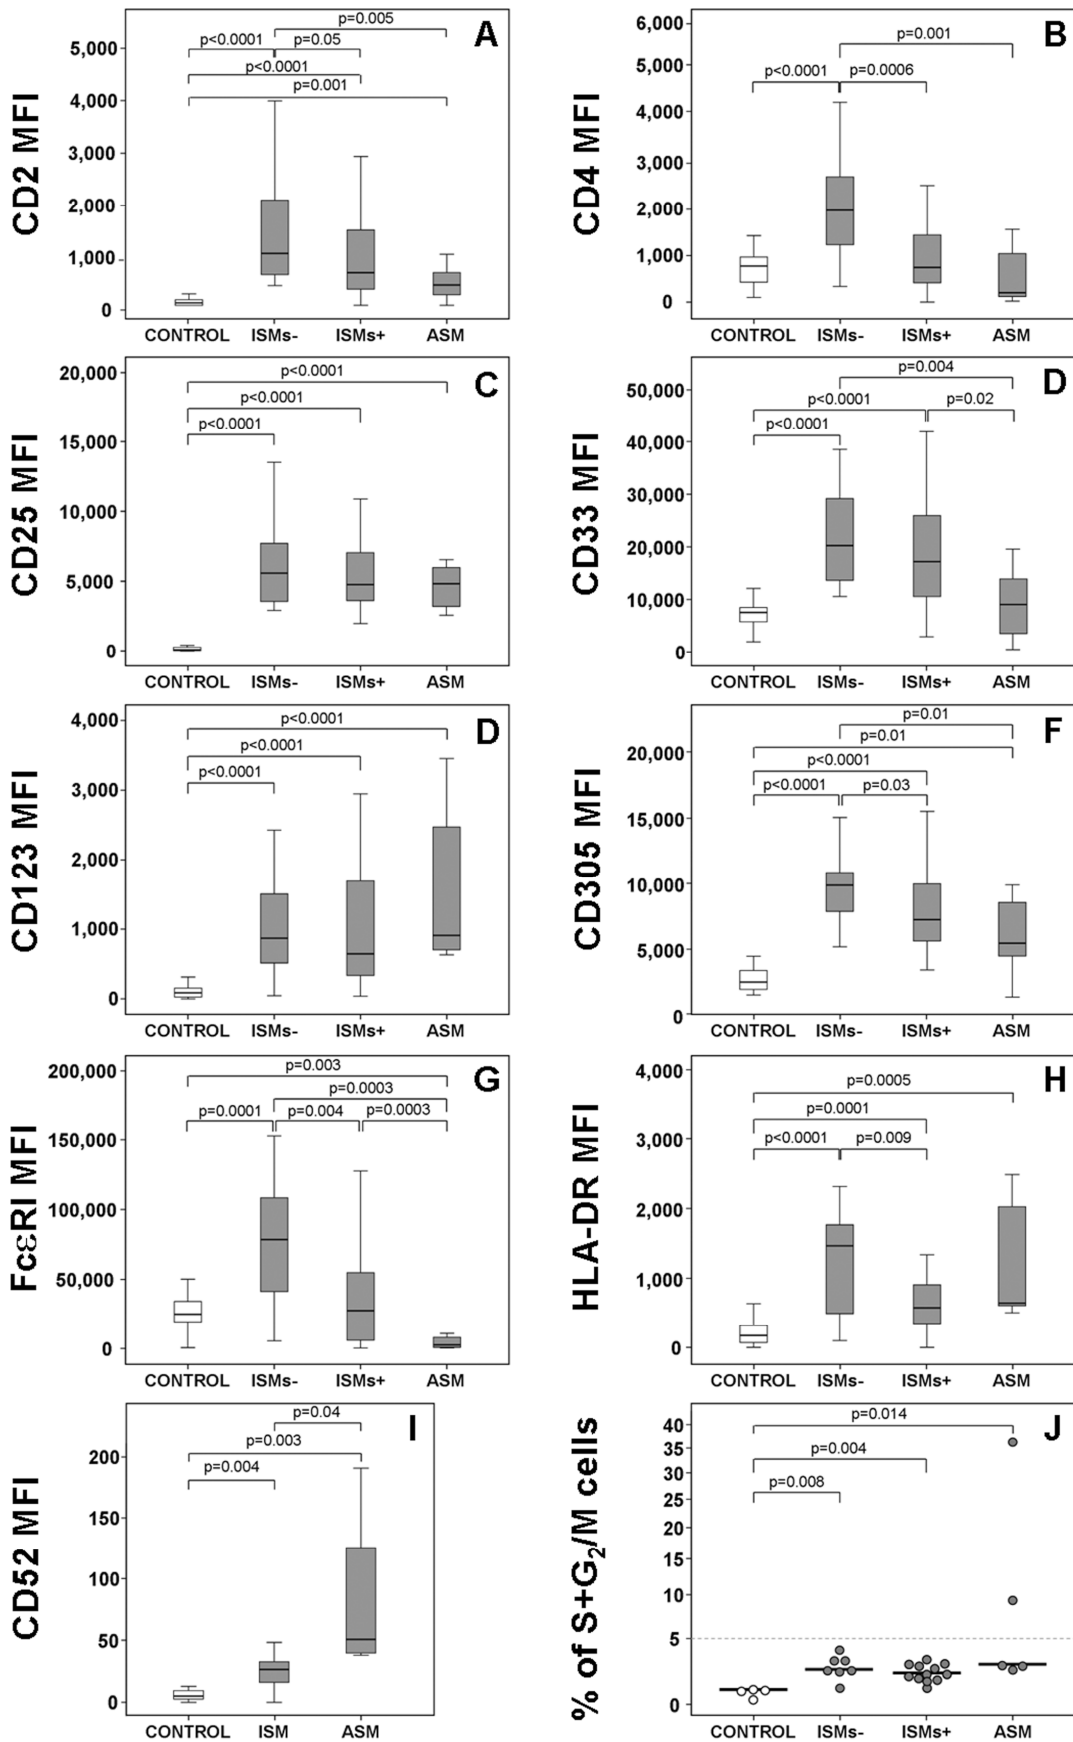 A
CD2 MFI
p=0.005
p<0.0001 p=0.05
p<0.0001
p=0.001
5,000
4,000
3,000
2,000
1,000
0
CONTROL ISMs- ISMs+ ASM
B
CD4 MFI
p=0.001
p<0.0001 p=0.0006
6,000
5,000
4,000
3,000
2,000
1,000
0
CONTROL ISMs- ISMs+ ASM
C
CD25 MFI
p<0.0001
p<0.0001
p<0.0001
20,000
15,000
10,000
5,000
0
CONTROL ISMs- ISMs+ ASM
D
CD33 MFI
p=0.004
p<0.0001 p=0.02
p<0.0001
50,000
40,000
30,000
20,000
10,000
0
CONTROL ISMs- ISMs+ ASM
D
CD123 MFI
p<0.0001
p<0.0001
p<0.0001
4,000
3,000
2,000
1,000
0
CONTROL ISMs- ISMs+ ASM
F
CD305 MFI
p=0.01
p=0.01
p<0.0001
p<0.0001 p=0.03
20,000
15,000
10,000
5,000
0
CONTROL ISMs- ISMs+ ASM
G
FcεRI MFI
p=0.003
p=0.0003
p=0.0001 p=0.004 p=0.0003
200,000
150,000
100,000
50,000
0
CONTROL ISMs- ISMs+ ASM
H
HLA-DR MFI
p=0.0005
p=0.0001
p<0.0001 p=0.009
4,000
3,000
2,000
1,000
0
CONTROL ISMs- ISMs+ ASM
I
CD52 MFI
p=0.04
p=0.003
p=0.004
200
150
100
50
0
CONTROL ISM ASM
J
% of S+G₂/M cells
p=0.014
p=0.004
p=0.008
40
35
30
25
20
15
10
5
0
CONTROL ISMs- ISMs+ ASM